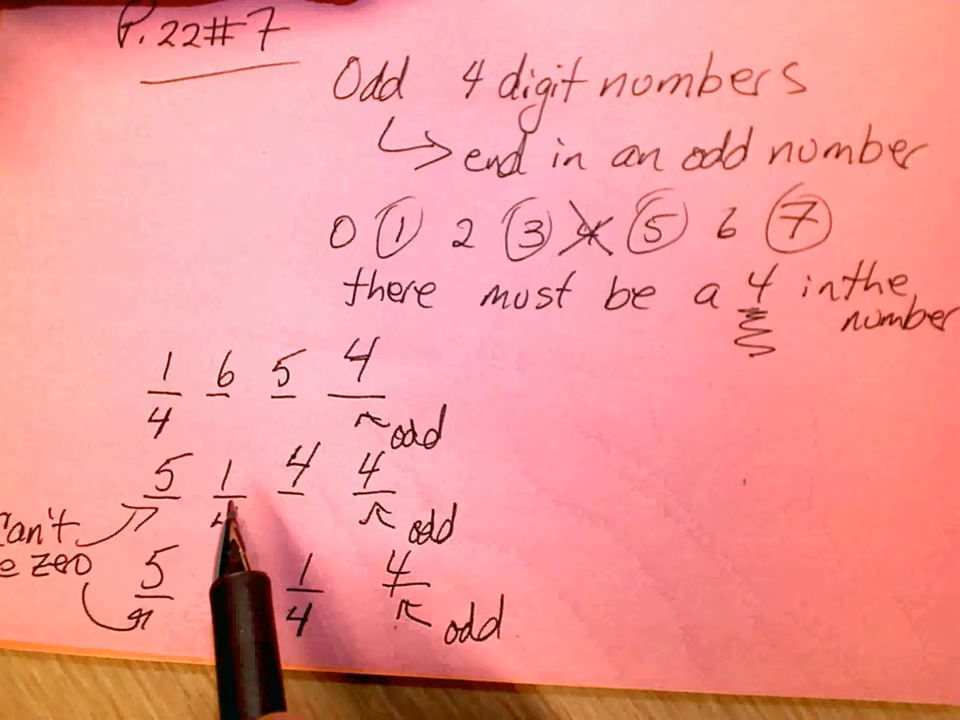 P.22#7
Odd 4 digit numbers
↳ end in an odd number
0 1 2 3 4 5 6 7
there must be a 4 in the number
1 6 5 4
4 odd
5 1 4 4
can't odd
zero 5 1 4
4 odd